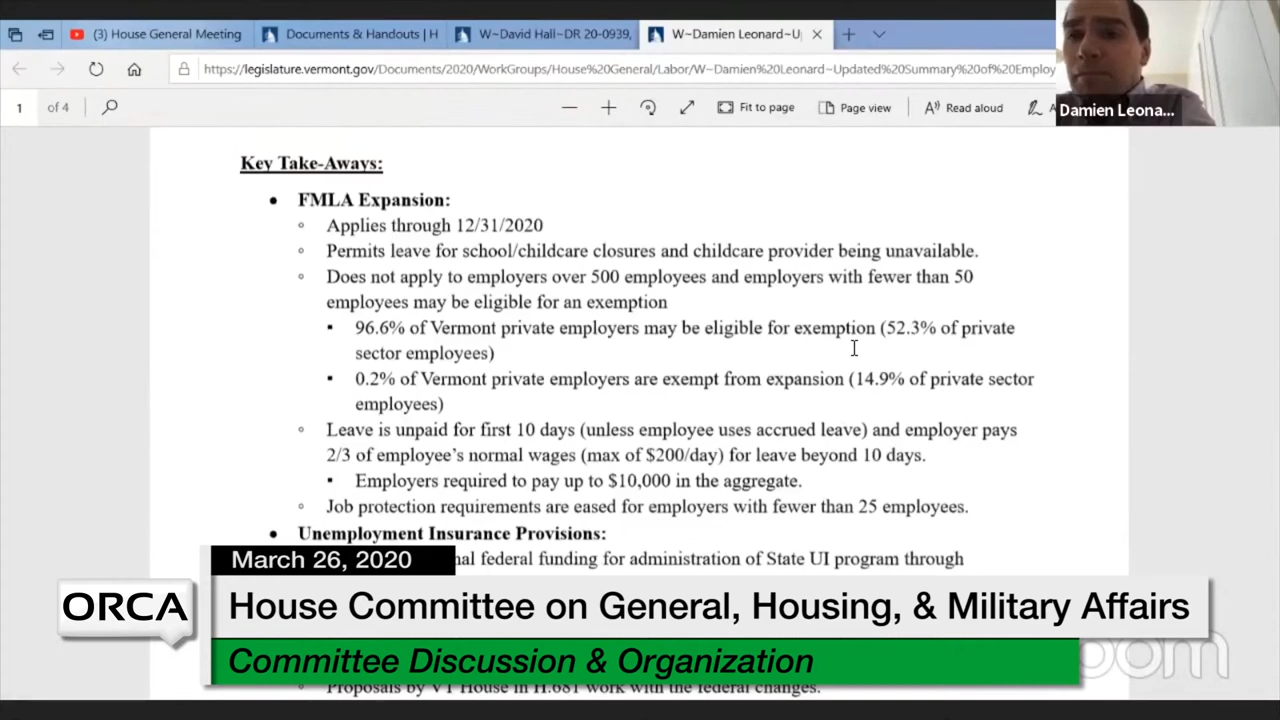 (3) House General Meeting
Documents & Handouts | H
W~David Hall~DR 20-0939,
W~Damien Leonard~U
https://legislature.vermont.gov/Documents/2020/WorkGroups/House%20General/Labor/W~Damien%20Leonard~Updated%20Summary%20of%20Employ
1 of 4
Fit to page
Page view
Read aloud
Damien Leona...
Key Take-Aways:
• FMLA Expansion:
◦ Applies through 12/31/2020
◦ Permits leave for school/childcare closures and childcare provider being unavailable.
◦ Does not apply to employers over 500 employees and employers with fewer than 50
employees may be eligible for an exemption
▪ 96.6% of Vermont private employers may be eligible for exemption (52.3% of private
sector employees)
▪ 0.2% of Vermont private employers are exempt from expansion (14.9% of private sector
employees)
◦ Leave is unpaid for first 10 days (unless employee uses accrued leave) and employer pays
2/3 of employee's normal wages (max of $200/day) for leave beyond 10 days.
▪ Employers required to pay up to $10,000 in the aggregate.
◦ Job protection requirements are eased for employers with fewer than 25 employees.
• Unemployment Insurance Provisions:
nal federal funding for administration of State UI program through
March 26, 2020
ORCA
House Committee on General, Housing, & Military Affairs
Committee Discussion & Organization
oom
Proposals by VT House in H.681 work with the federal changes.